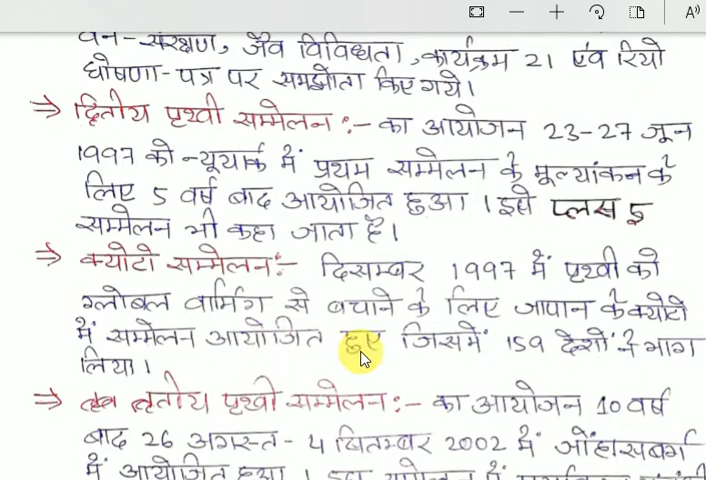 वन-संरक्षण, जैव विविधता, कार्यक्रम 21 एंव रियो
घोषणा-पत्र पर समझौता किए गये।
⇒ द्वितीय पृथ्वी सम्मेलन :- का आयोजन 23-27 जून
1997 को न्यूयार्क में प्रथम सम्मेलन के मूल्यांकन के
लिए 5 वर्ष बाद आयोजित हुआ। इसे प्लस 5
सम्मेलन भी कहा जाता है।
⇒ क्योटो सम्मेलन:- दिसम्बर 1997 में पृथ्वी को
ग्लोबल वार्मिंग से बचाने के लिए जापान के क्योटो
में सम्मेलन आयोजित हुए जिसमें 159 देशों ने भाग
लिया।
⇒ तृतीय पृथ्वी सम्मेलन:- का आयोजन 10 वर्ष
बाद 26 अगस्त - 4 सितम्बर 2002 में जोंहासबर्ग
में आयोजित हुआ।